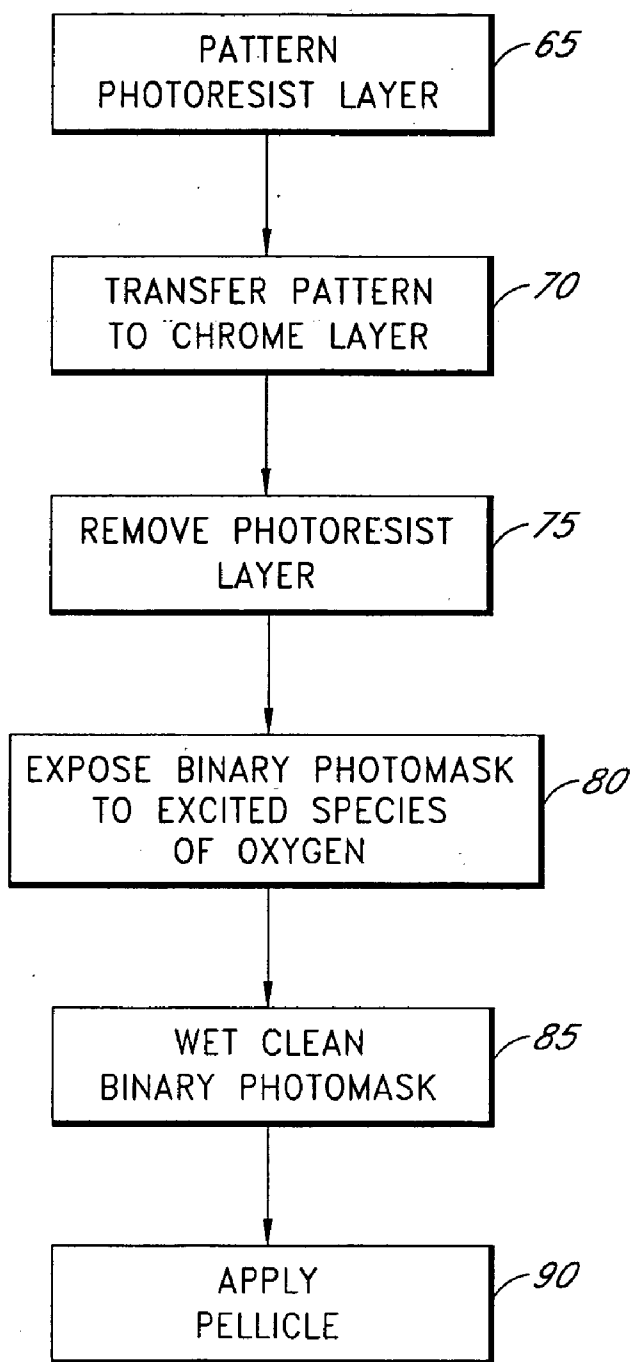 PATTERN
PHOTORESIST LAYER
65
TRANSFER PATTERN
TO CHROME LAYER
70
REMOVE PHOTORESIST
LAYER
75
EXPOSE BINARY PHOTOMASK
TO EXCITED SPECIES
OF OXYGEN
80
WET CLEAN
BINARY PHOTOMASK
85
APPLY
PELLICLE
90